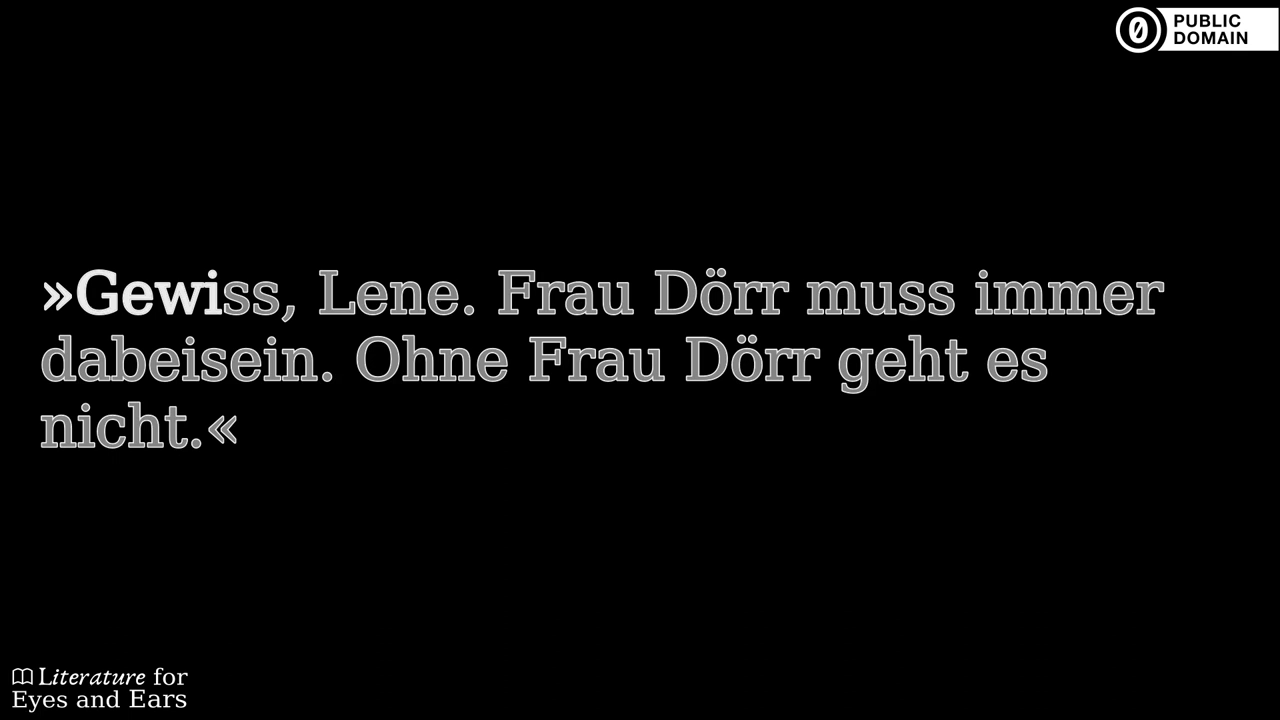 PUBLIC
DOMAIN
»Gewiss, Lene. Frau Dörr muss immer
dabeisein. Ohne Frau Dörr geht es
nicht.«
Literature for
Eyes and Ears